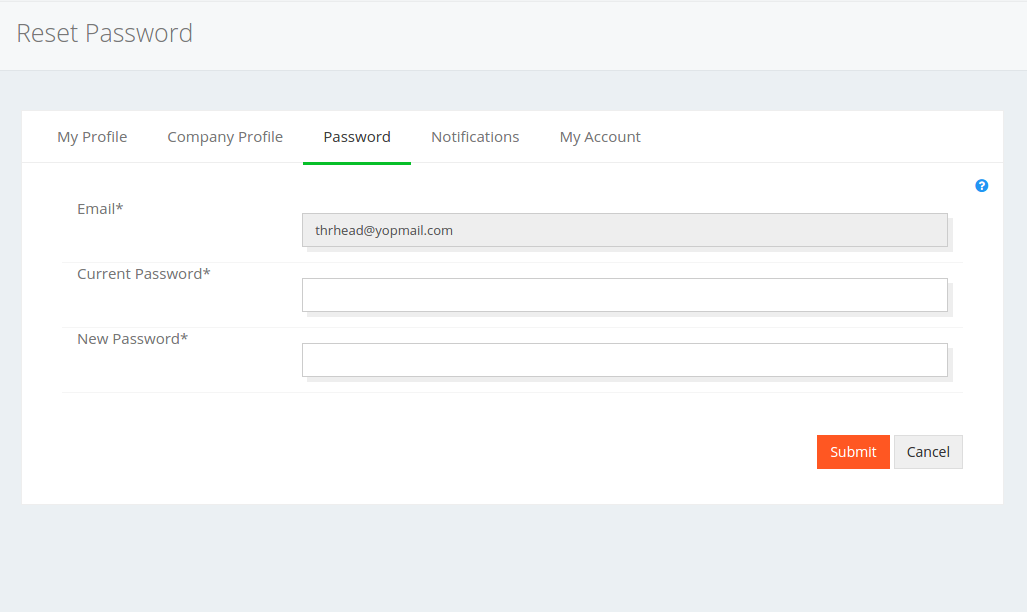 Reset Password
My Profile Company Profile Password Notifications My Account
?
Email*
thrhead@yopmail.com
Current Password*
New Password*
Submit Cancel